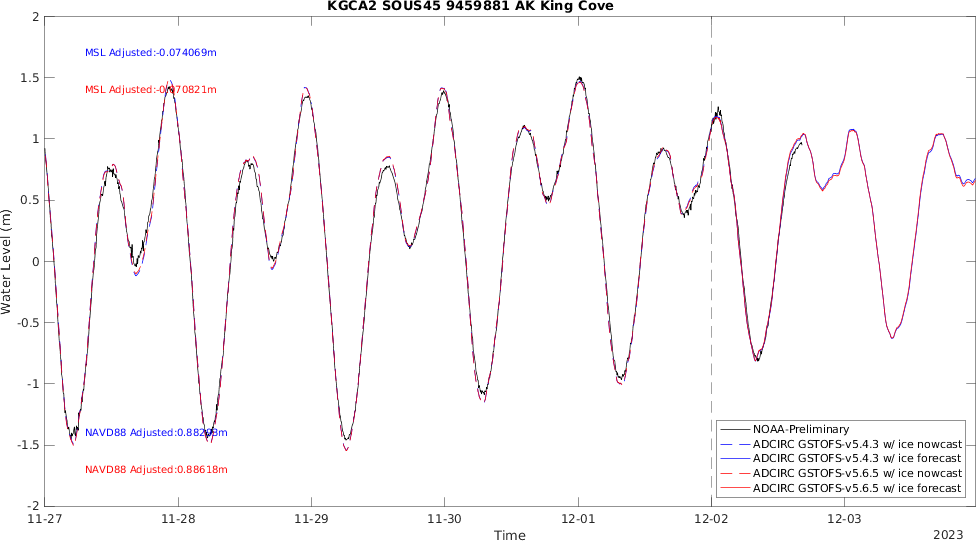 KGCA2 SOUS45 9459881 AK King Cove
2
1.5
1
0.5
0
-0.5
-1
-1.5
-2
Water Level (m)
MSL Adjusted:-0.074069m
MSL Adjusted:-0.070821m
NAVD88 Adjusted:
NAVD88 Adjusted:0.88618m
NOAA-Preliminary
ADCIRC GSTOFS-v5.4.3 w/ ice nowcast
ADCIRC GSTOFS-v5.4.3 w/ ice forecast
ADCIRC GSTOFS-v5.6.5 w/ ice nowcast
ADCIRC GSTOFS-v5.6.5 w/ ice forecast
11-27
11-28
11-29
11-30
12-01
12-02
12-03
Time
2023